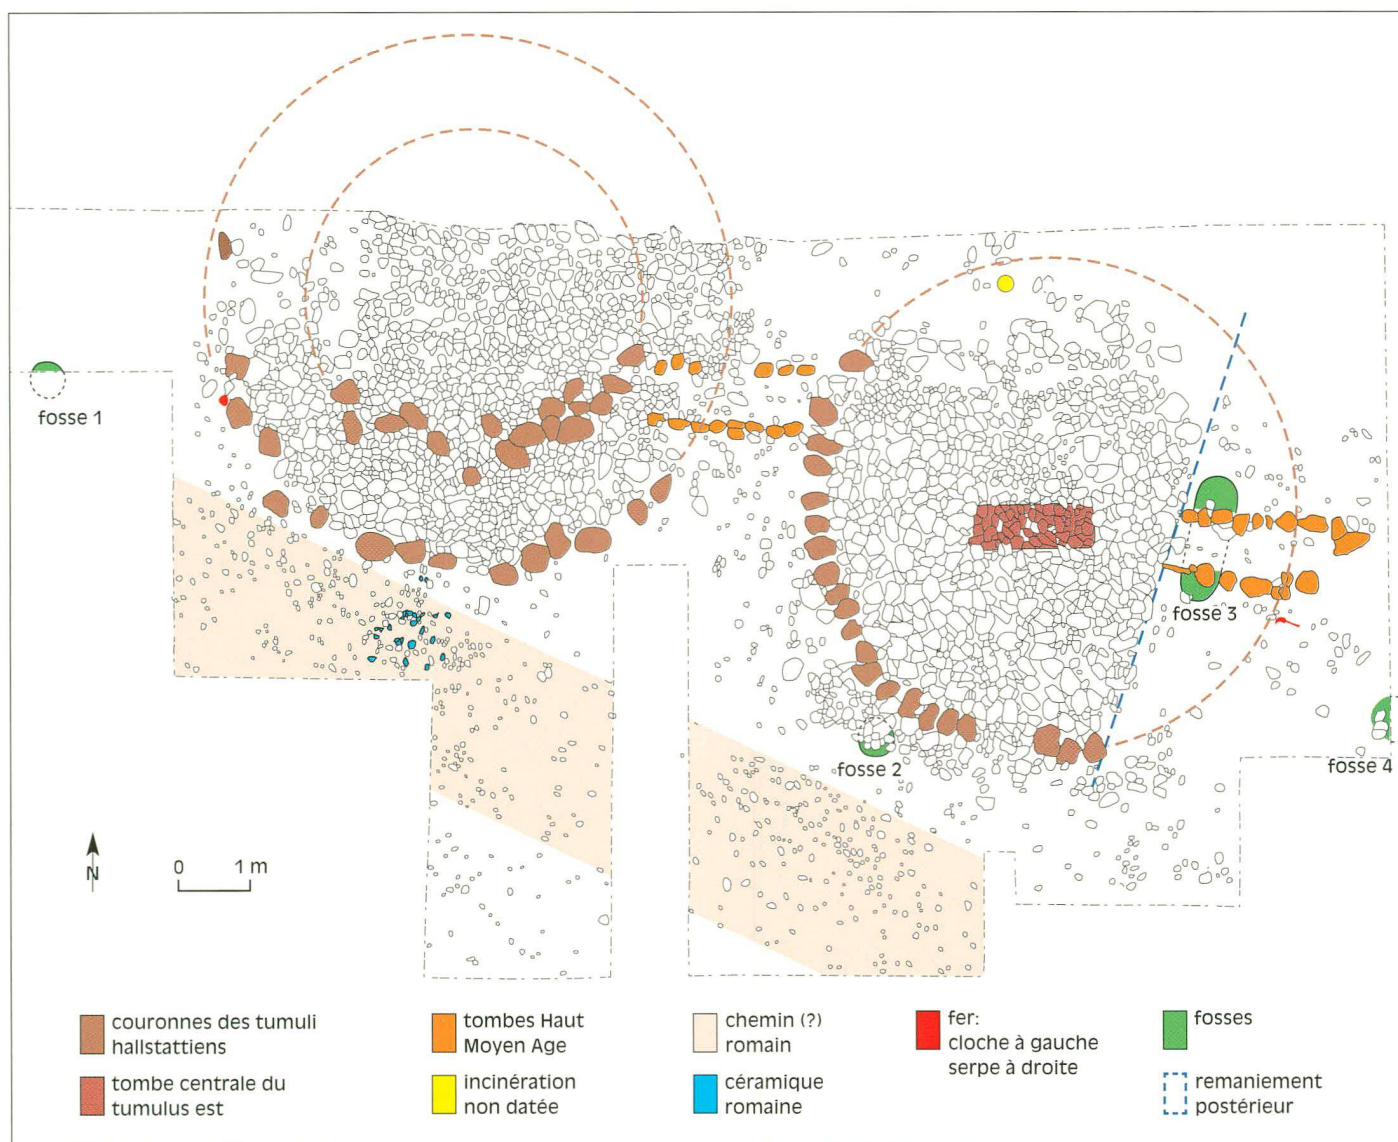 fosse 1
fosse 3
fosse 2
fosse 4
N
0 1 m
couronnes des tumuli
hallstattiens
tombe centrale du
tumulus est
tombes Haut
Moyen Age
incinération
non datée
chemin (?)
romain
céramique
romaine
fer:
cloche à gauche
serpe à droite
fosses
remaniement
postérieur